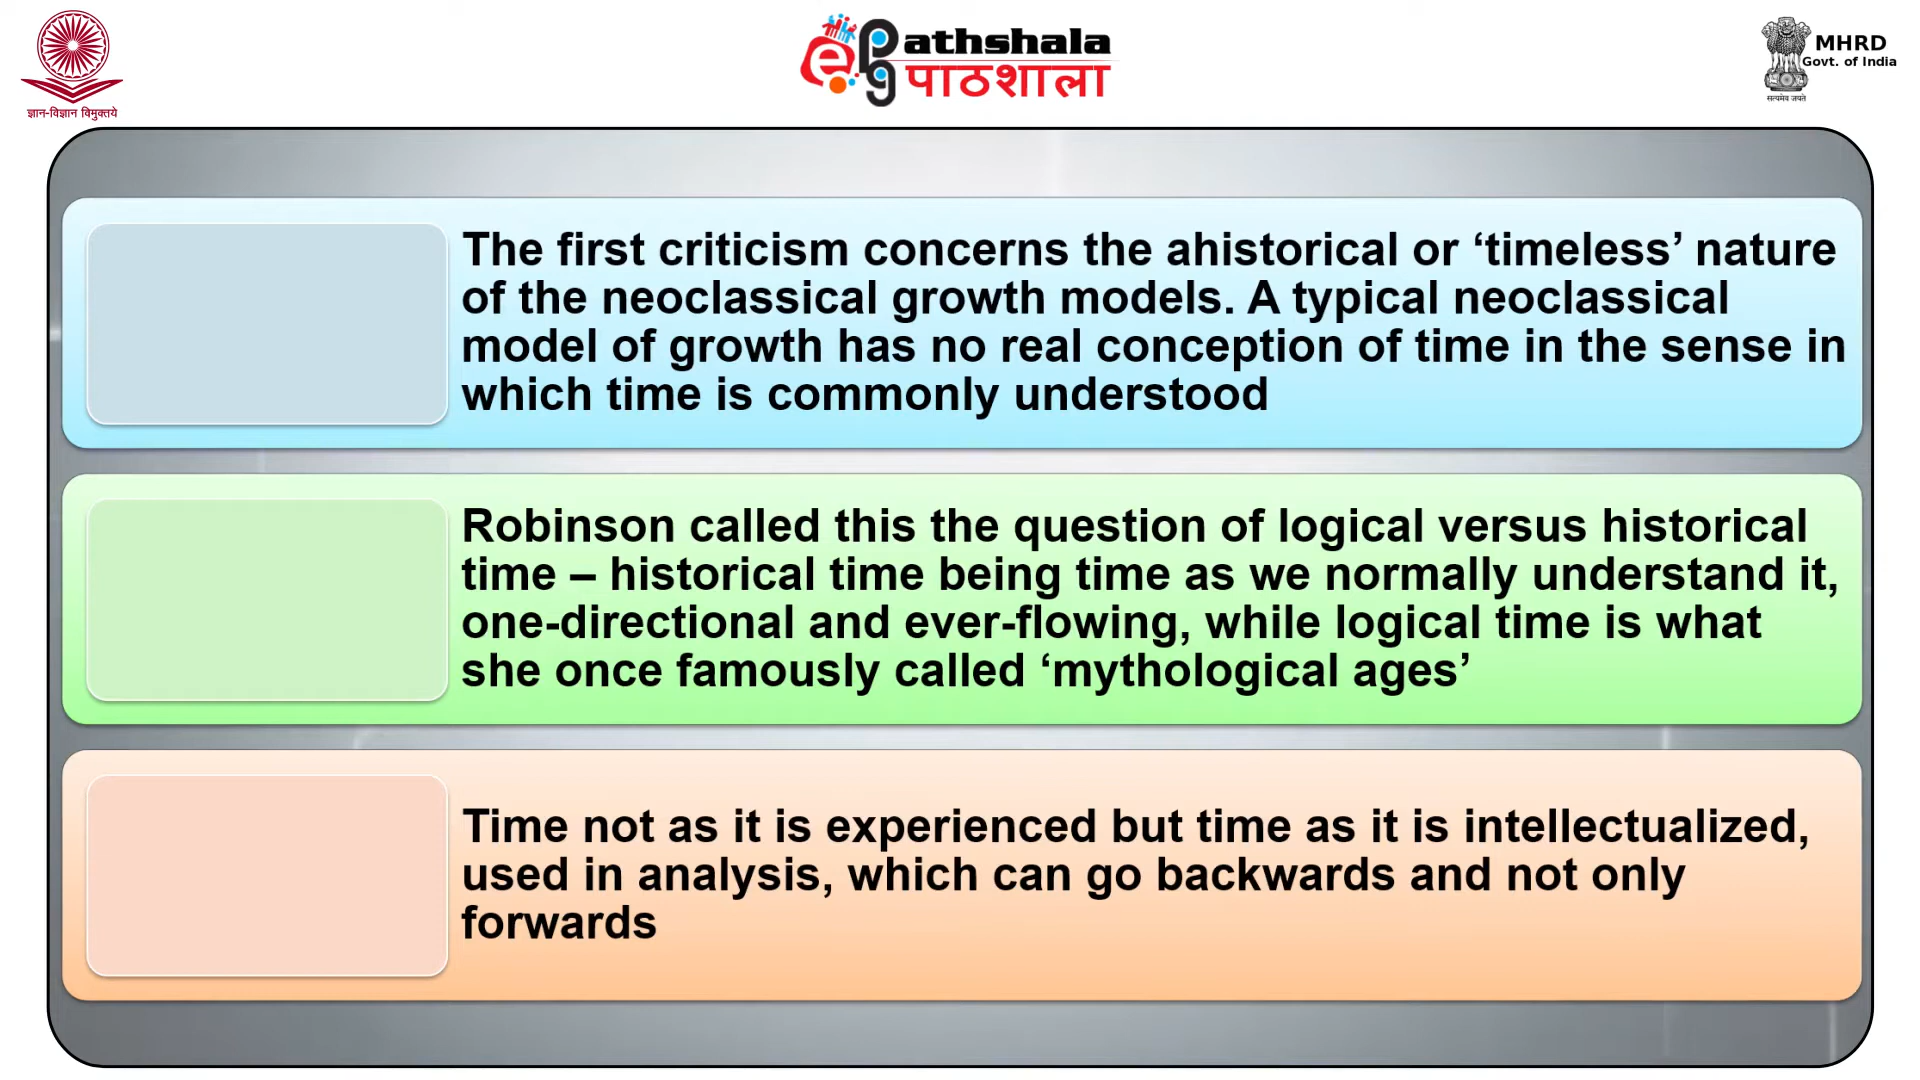 ज्ञान-विज्ञान विमुक्तये
ePGathshala
पाठशाला
MHRD
Govt. of India
सत्यमेव जयते
The first criticism concerns the ahistorical or ‘timeless’ nature
of the neoclassical growth models. A typical neoclassical
model of growth has no real conception of time in the sense in
which time is commonly understood
Robinson called this the question of logical versus historical
time – historical time being time as we normally understand it,
one-directional and ever-flowing, while logical time is what
she once famously called ‘mythological ages’
Time not as it is experienced but time as it is intellectualized,
used in analysis, which can go backwards and not only
forwards